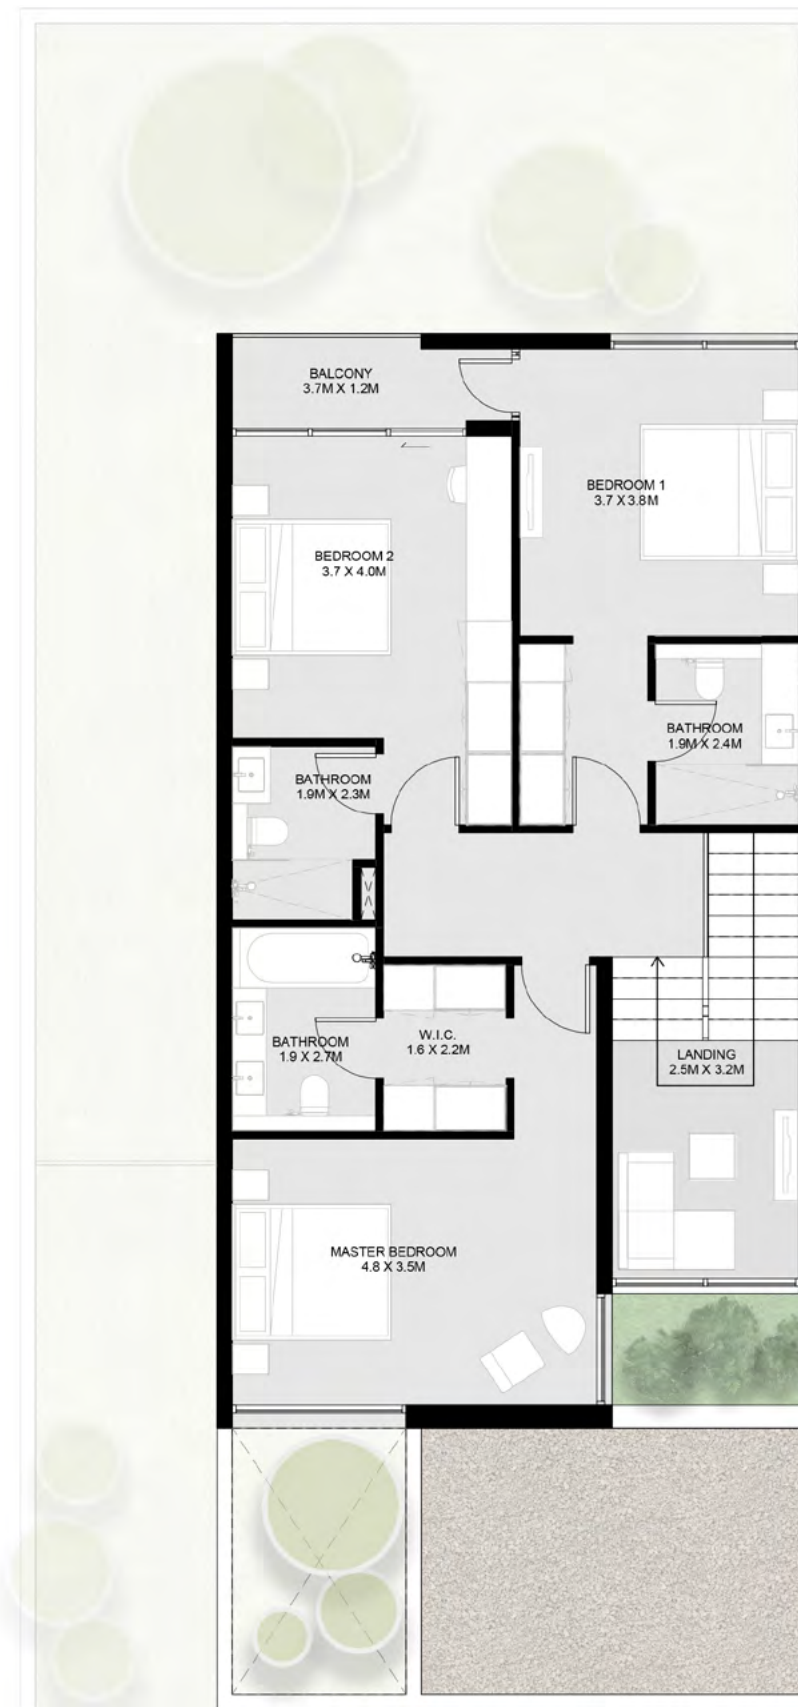 BALCONY
3.7M X 1.2M
BEDROOM 1
3.7 X 3.8M
BEDROOM 2
3.7 X 4.0M
BATHROOM
1.9M X 2.4M
BATHROOM
1.9M X 2.3M
W.I.C.
1.6 X 2.2M
BATHROOM
1.9 X 2.7M
LANDING
2.5M X 3.2M
MASTER BEDROOM
4.8 X 3.5M